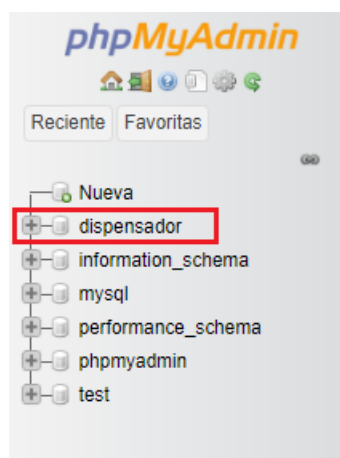 phpMyAdmin
Reciente Favoritas
Nueva
dispensador
information_schema
mysql
performance_schema
phpmyadmin
test